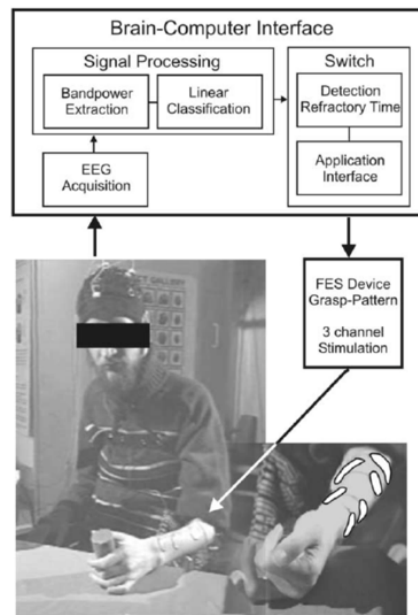 Brain-Computer Interface
Signal Processing
Bandpower
Extraction
Linear
Classification
EEG
Acquisition
Switch
Detection
Refractory Time
Application
Interface
FES Device
Grasp-Pattern
3 channel
Stimulation